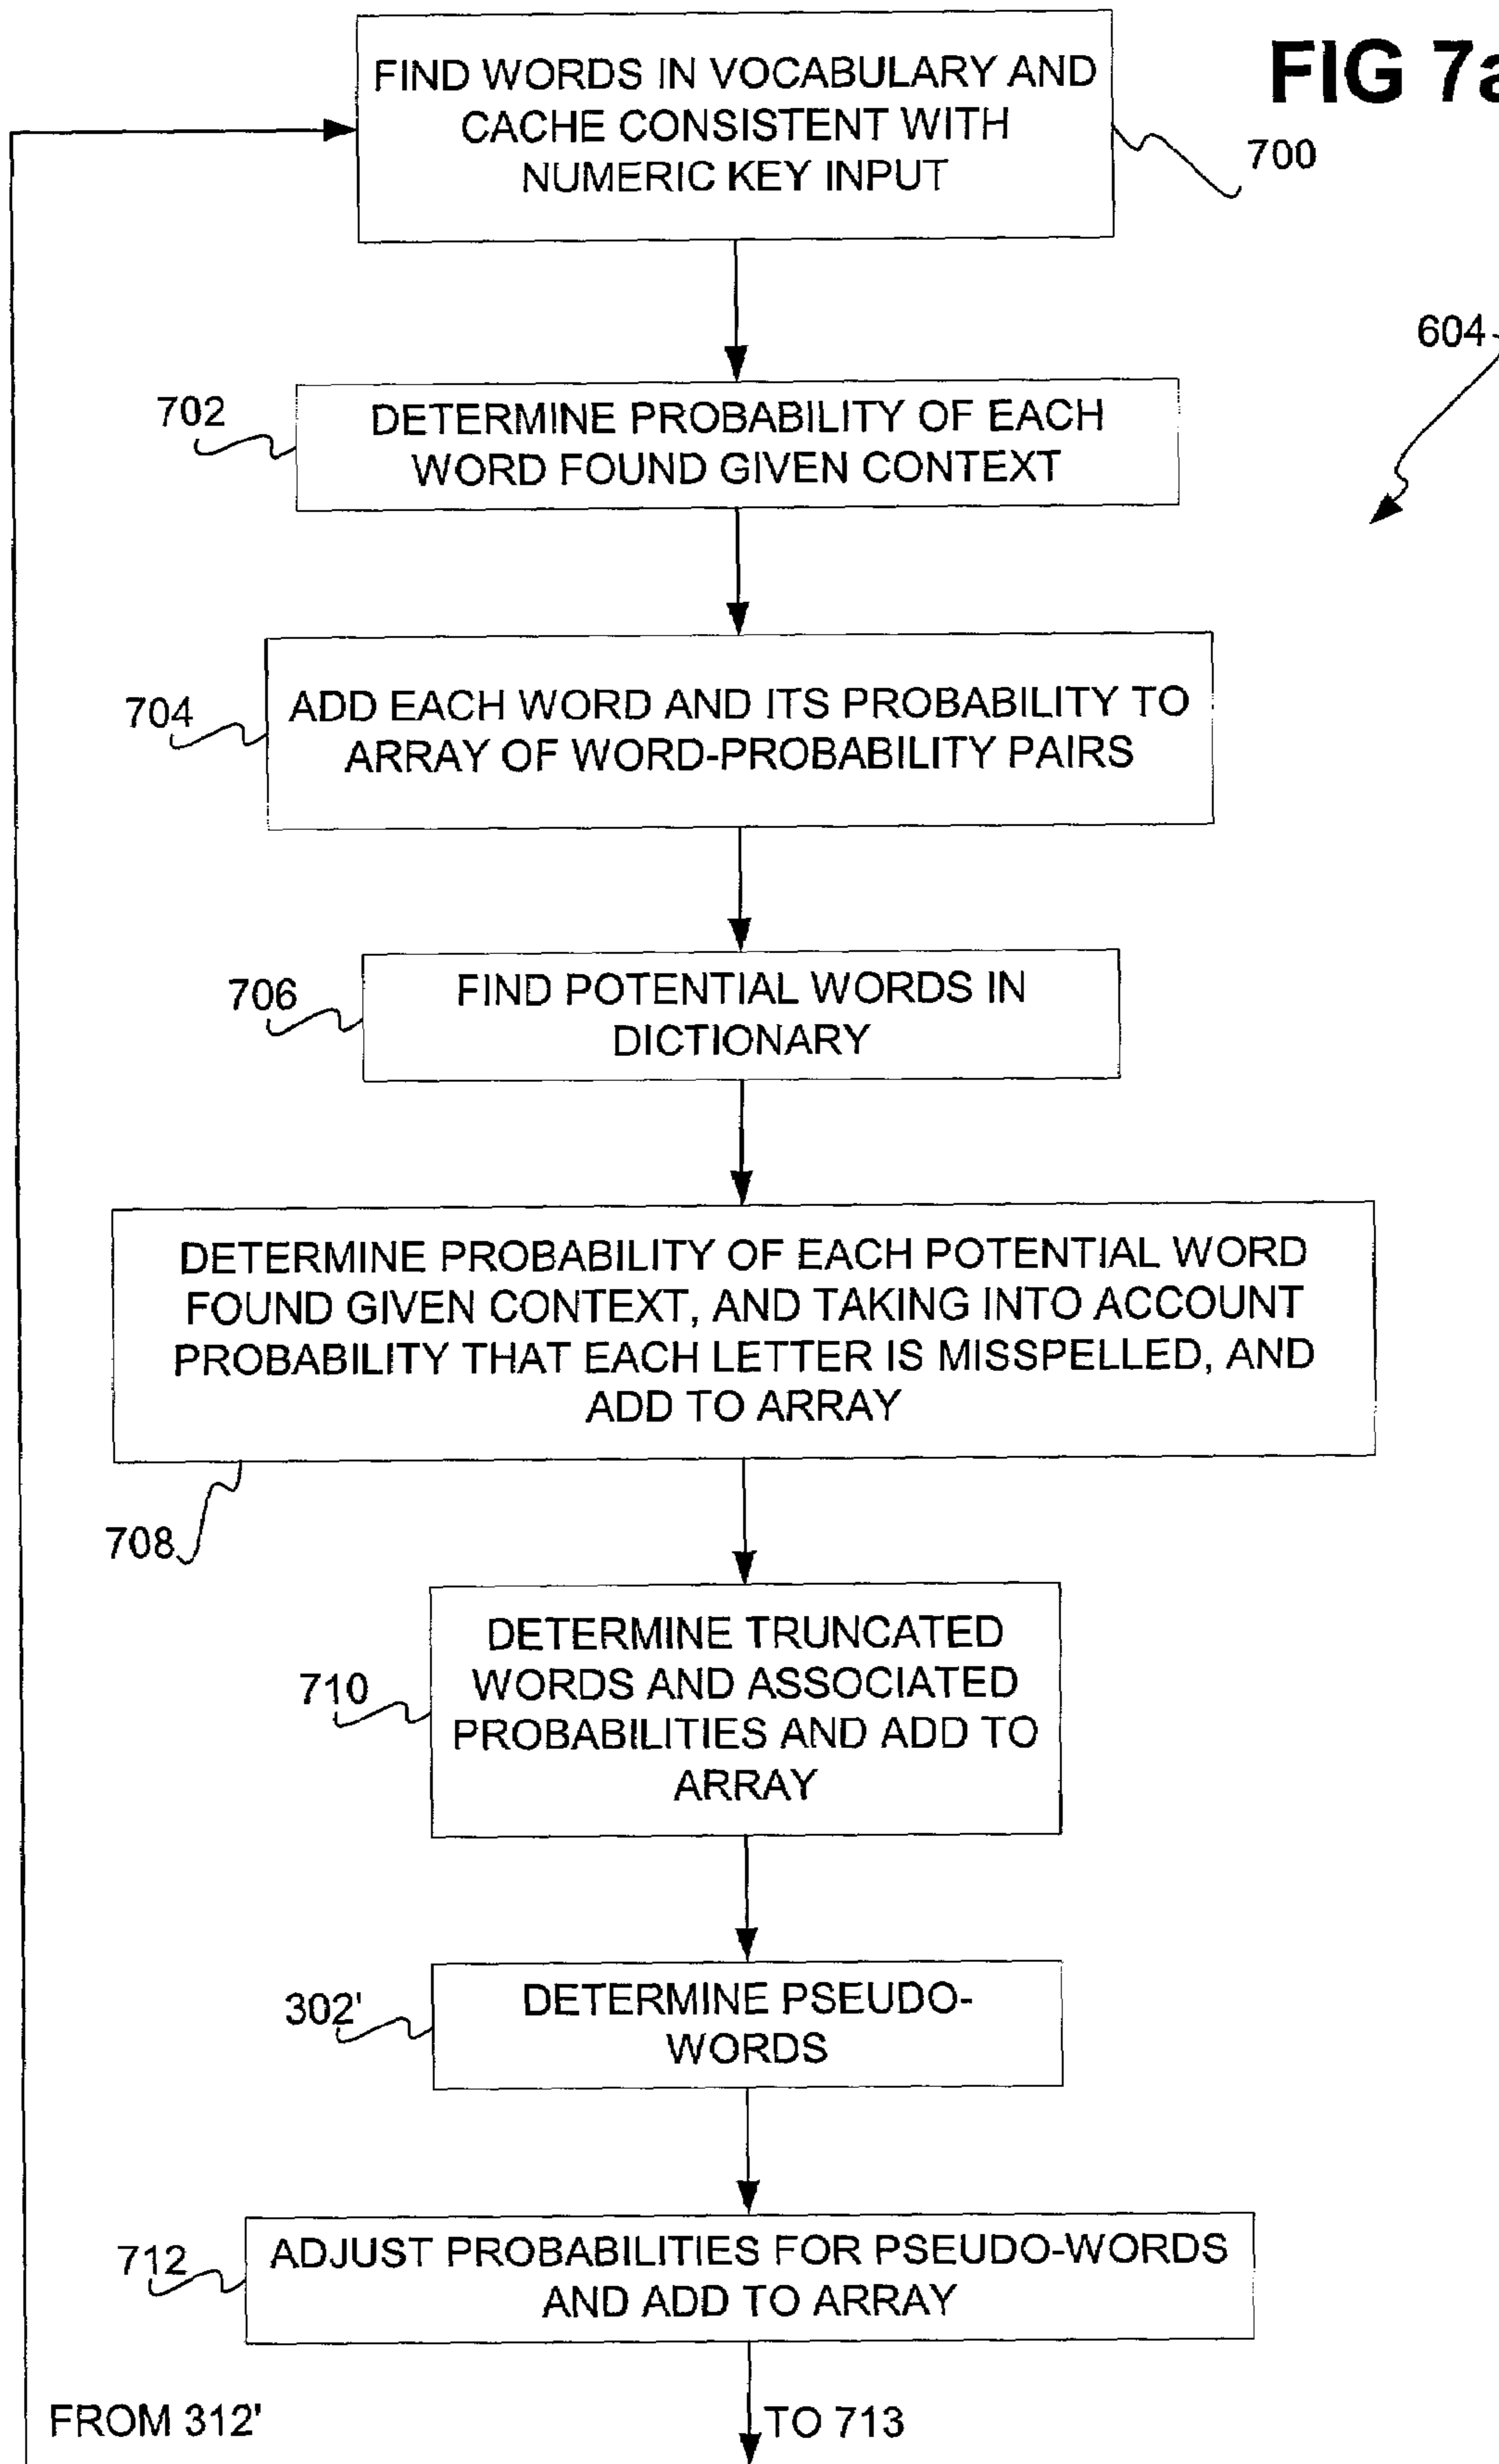 FIG 7a
FIND WORDS IN VOCABULARY AND
CACHE CONSISTENT WITH
NUMERIC KEY INPUT
700
604
702
DETERMINE PROBABILITY OF EACH
WORD FOUND GIVEN CONTEXT
704
ADD EACH WORD AND ITS PROBABILITY TO
ARRAY OF WORD-PROBABILITY PAIRS
706
FIND POTENTIAL WORDS IN
DICTIONARY
DETERMINE PROBABILITY OF EACH POTENTIAL WORD
FOUND GIVEN CONTEXT, AND TAKING INTO ACCOUNT
PROBABILITY THAT EACH LETTER IS MISSPELLED, AND
ADD TO ARRAY
708
710
DETERMINE TRUNCATED
WORDS AND ASSOCIATED
PROBABILITIES AND ADD TO
ARRAY
302'
DETERMINE PSEUDO-
WORDS
712
ADJUST PROBABILITIES FOR PSEUDO-WORDS
AND ADD TO ARRAY
FROM 312'
TO 713